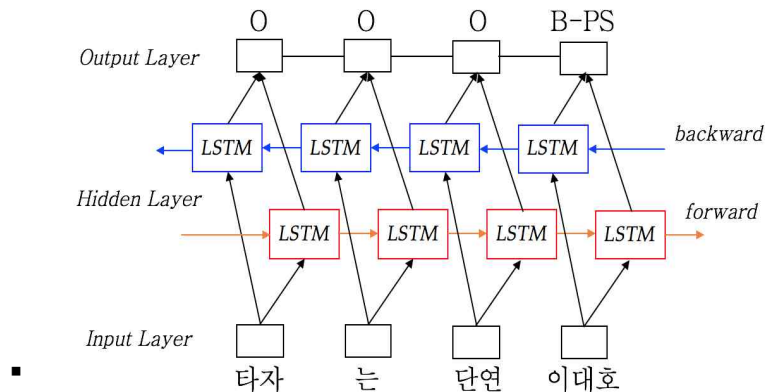 O O O B-PS
Output Layer
LSTM LSTM LSTM LSTM backward
Hidden Layer forward
LSTM LSTM LSTM LSTM
Input Layer
타자 는 단연 이대호